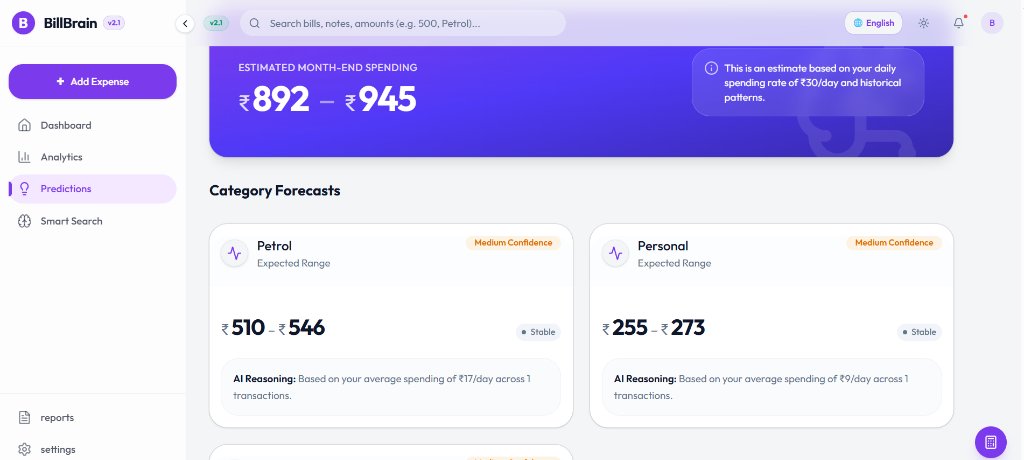 BillBrain v2.1
v2.1
Search bills, notes, amounts (e.g. 500, Petrol)...
English
B
+ Add Expense
Dashboard
Analytics
Predictions
Smart Search
reports
settings
ESTIMATED MONTH-END SPENDING
₹892 – ₹945
This is an estimate based on your daily
spending rate of ₹30/day and historical
patterns.
Category Forecasts
Petrol
Medium Confidence
Expected Range
₹510 – ₹546
Stable
AI Reasoning: Based on your average spending of ₹17/day across 1
transactions.
Personal
Medium Confidence
Expected Range
₹255 – ₹273
Stable
AI Reasoning: Based on your average spending of ₹9/day across 1
transactions.